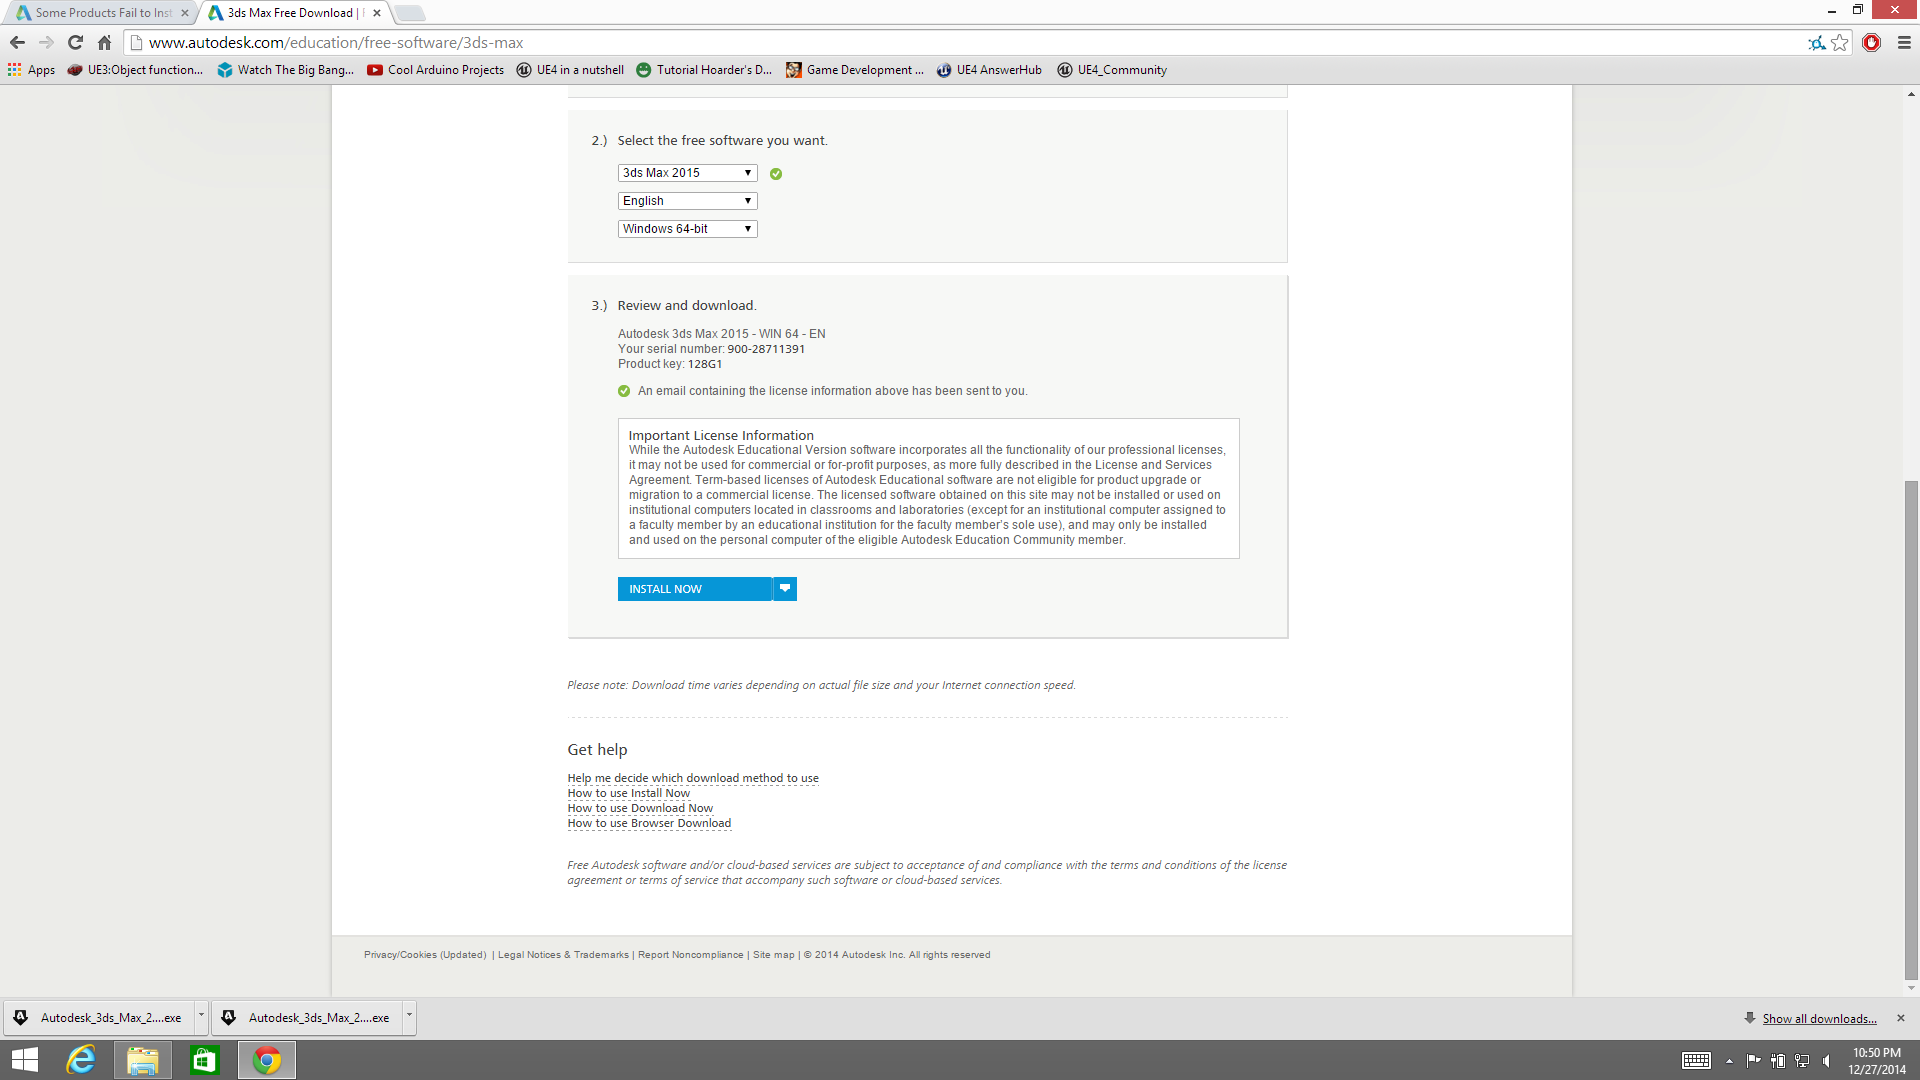 Some Products Fail to Inst
3ds Max Free Download |
www.autodesk.com/education/free-software/3ds-max
Apps
UE3:Object function...
Watch The Big Bang...
Cool Arduino Projects
UE4 in a nutshell
Tutorial Hoarder's D...
Game Development ...
UE4 AnswerHub
UE4_Community
2.) Select the free software you want.
3ds Max 2015
English
Windows 64-bit
3.) Review and download.
Autodesk 3ds Max 2015 - WIN 64 - EN
Your serial number: 900-28711391
Product key: 128G1
An email containing the license information above has been sent to you.
Important License Information
While the Autodesk Educational Version software incorporates all the functionality of our professional licenses,
it may not be used for commercial or for-profit purposes, as more fully described in the License and Services
Agreement. Term-based licenses of Autodesk Educational software are not eligible for product upgrade or
migration to a commercial license. The licensed software obtained on this site may not be installed or used on
institutional computers located in classrooms and laboratories (except for an institutional computer assigned to
a faculty member by an educational institution for the faculty member's sole use), and may only be installed
and used on the personal computer of the eligible Autodesk Education Community member.
INSTALL NOW
Please note: Download time varies depending on actual file size and your Internet connection speed.
Get help
Help me decide which download method to use
How to use Install Now
How to use Download Now
How to use Browser Download
Free Autodesk software and/or cloud-based services are subject to acceptance of and compliance with the terms and conditions of the license
agreement or terms of service that accompany such software or cloud-based services.
Privacy/Cookies (Updated) | Legal Notices & Trademarks | Report Noncompliance | Site map | © 2014 Autodesk Inc. All rights reserved
Autodesk_3ds_Max_2....exe
Autodesk_3ds_Max_2....exe
Show all downloads...
10:50 PM
12/27/2014